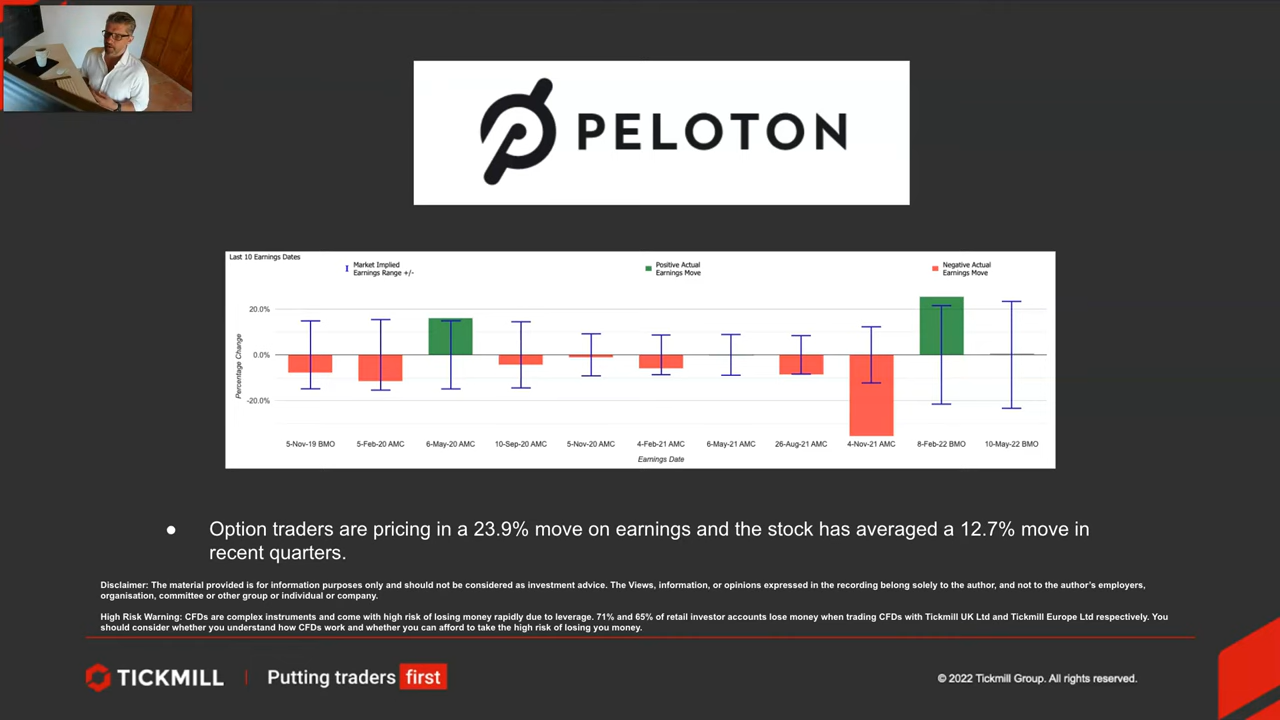 PELOTON
Last 10 Earnings Dates
Market Implied
Earnings Range +/-
Positive Actual
Earnings Move
Negative Actual
Earnings Move
Percentage Change
20.0%
0.0%
-20.0%
5-Nov-19 BMO
5-Feb-20 AMC
6-May-20 AMC
10-Sep-20 AMC
5-Nov-20 AMC
4-Feb-21 AMC
6-May-21 AMC
26-Aug-21 AMC
4-Nov-21 AMC
8-Feb-22 BMO
10-May-22 BMO
Earnings Date
● Option traders are pricing in a 23.9% move on earnings and the stock has averaged a 12.7% move in
recent quarters.
Disclaimer: The material provided is for information purposes only and should not be considered as investment advice. The Views, information, or opinions expressed in the recording belong solely to the author, and not to the author's employers,
organisation, committee or other group or individual or company.
High Risk Warning: CFDs are complex instruments and come with high risk of losing money rapidly due to leverage. 71% and 65% of retail investor accounts lose money when trading CFDs with Tickmill UK Ltd and Tickmill Europe Ltd respectively. You
should consider whether you understand how CFDs work and whether you can afford to take the high risk of losing you money.
TICKMILL | Putting traders first
© 2022 Tickmill Group. All rights reserved.